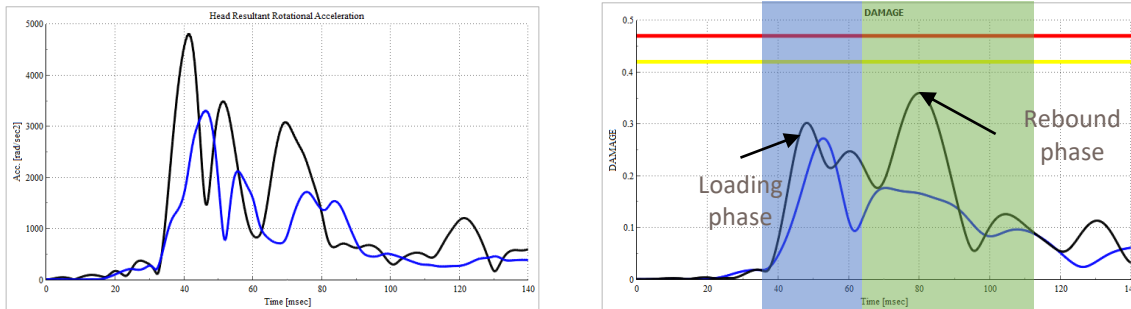 Head Resultant Rotational Acceleration
5000
4000
3000
2000
1000
0
Acc. [rad/sec2]
0 20 40 60 80 100 120 140
Time [msec]
DAMAGE
0.5
0.4
0.3
0.2
0.1
0
DAMAGE
Loading
phase
Rebound
phase
0 20 40 60 80 100 120 140
Time [msec]